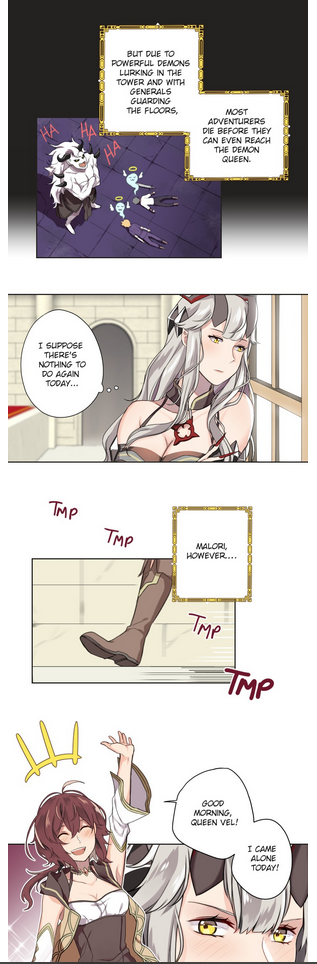 BUT DUE TO
POWERFUL DEMONS
LURKING IN THE
TOWER AND WITH
GENERALS
GUARDING
THE FLOORS,
MOST
ADVENTURERS
DIE BEFORE THEY
CAN EVEN REACH
THE DEMON
QUEEN.
HA
HA
HA
I SUPPOSE
THERE'S
NOTHING TO
DO AGAIN
TODAY...
TMP
TMP
MALORI,
HOWEVER....
TMP
TMP
GOOD
MORNING,
QUEEN VEL!
I CAME
ALONE
TODAY!